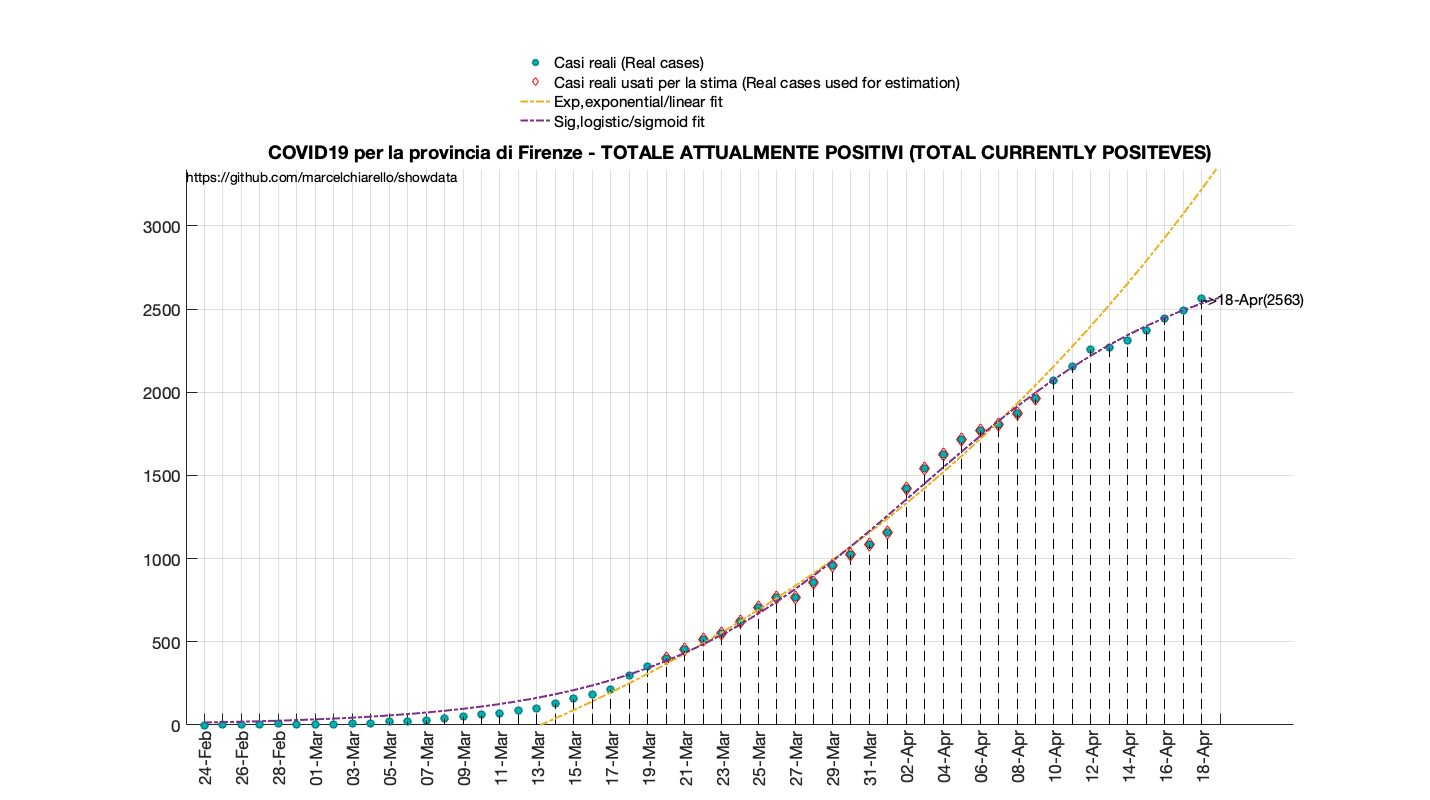 Casi reali (Real cases)
Casi reali usati per la stima (Real cases used for estimation)
Exp,exponential/linear fit
Sig,logistic/sigmoid fit
COVID19 per la provincia di Firenze - TOTALE ATTUALMENTE POSITIVI (TOTAL CURRENTLY POSITEVES)
https://github.com/marcelchiarello/showdata
3000
2500
->18-Apr(2563)
2000
1500
1000
500
0
24-Feb
26-Feb
28-Feb
01-Mar
03-Mar
05-Mar
07-Mar
09-Mar
11-Mar
13-Mar
15-Mar
17-Mar
19-Mar
21-Mar
23-Mar
25-Mar
27-Mar
29-Mar
31-Mar
02-Apr
04-Apr
06-Apr
08-Apr
10-Apr
12-Apr
14-Apr
16-Apr
18-Apr